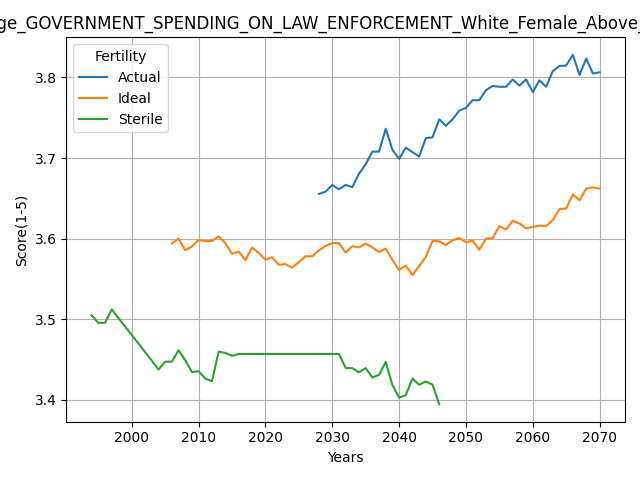 ge_GOVERNMENT_SPENDING_ON_LAW_ENFORCEMENT_White_Female_Above_
Fertility
Actual
Ideal
Sterile
Score(1-5)
3.8
3.7
3.6
3.5
3.4
2000 2010 2020 2030 2040 2050 2060 2070
Years